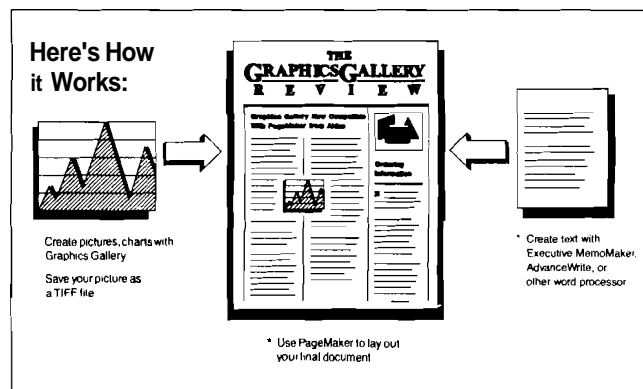 Here's How
it Works:
THE
GRAPHICSGALLERY
REVIEW
Graphics Gallery Now Compatible
With PageMaker from Aldus
Ordering
Information
Create pictures, charts with
Graphics Gallery
Save your picture as
a TIFF file
* Create text with
Executive MemoMaker,
AdvanceWrite, or
other word processor
* Use PageMaker to lay out
your final document